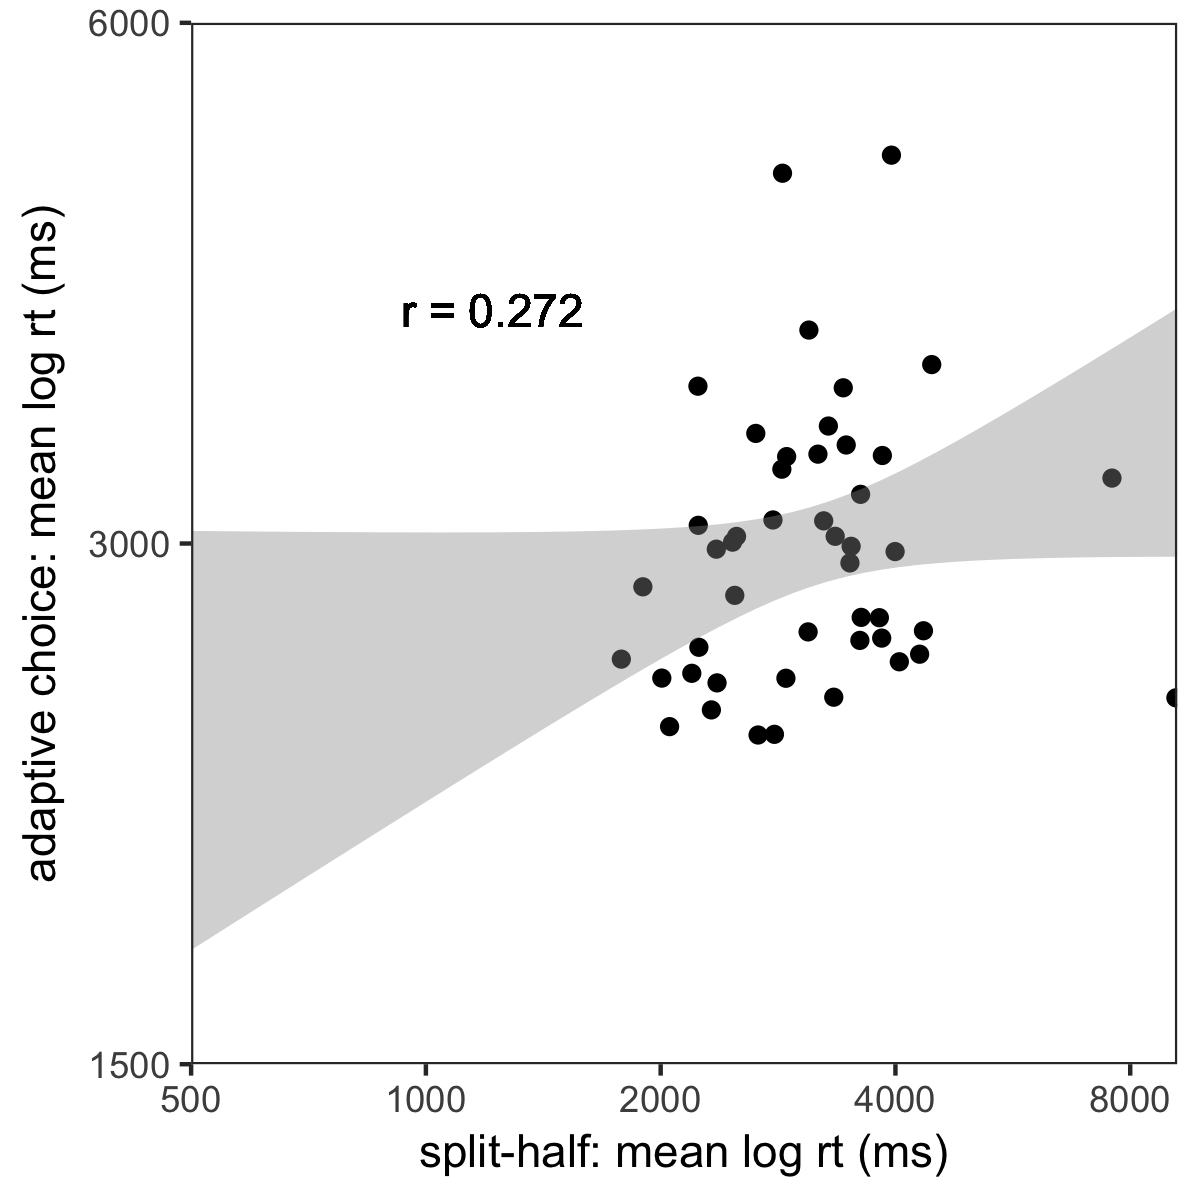 6000
r = 0.272
adaptive choice: mean log rt (ms)
3000
1500
500 1000 2000 4000 8000
split-half: mean log rt (ms)